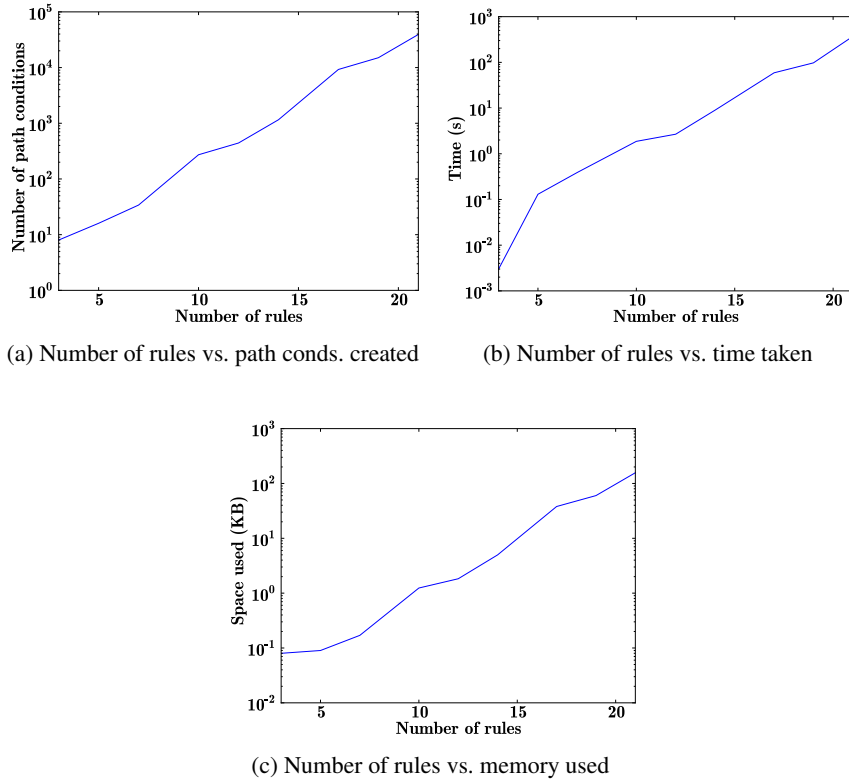 10^5
10^4
10^3
10^2
10^1
10^0
Number of path conditions
5 10 15 20
Number of rules
(a) Number of rules vs. path conds. created
10^3
10^2
10^1
10^0
10^-1
10^-2
10^-3
Time (s)
5 10 15 20
Number of rules
(b) Number of rules vs. time taken
10^3
10^2
10^1
10^0
10^-1
10^-2
Space used (KB)
5 10 15 20
Number of rules
(c) Number of rules vs. memory used